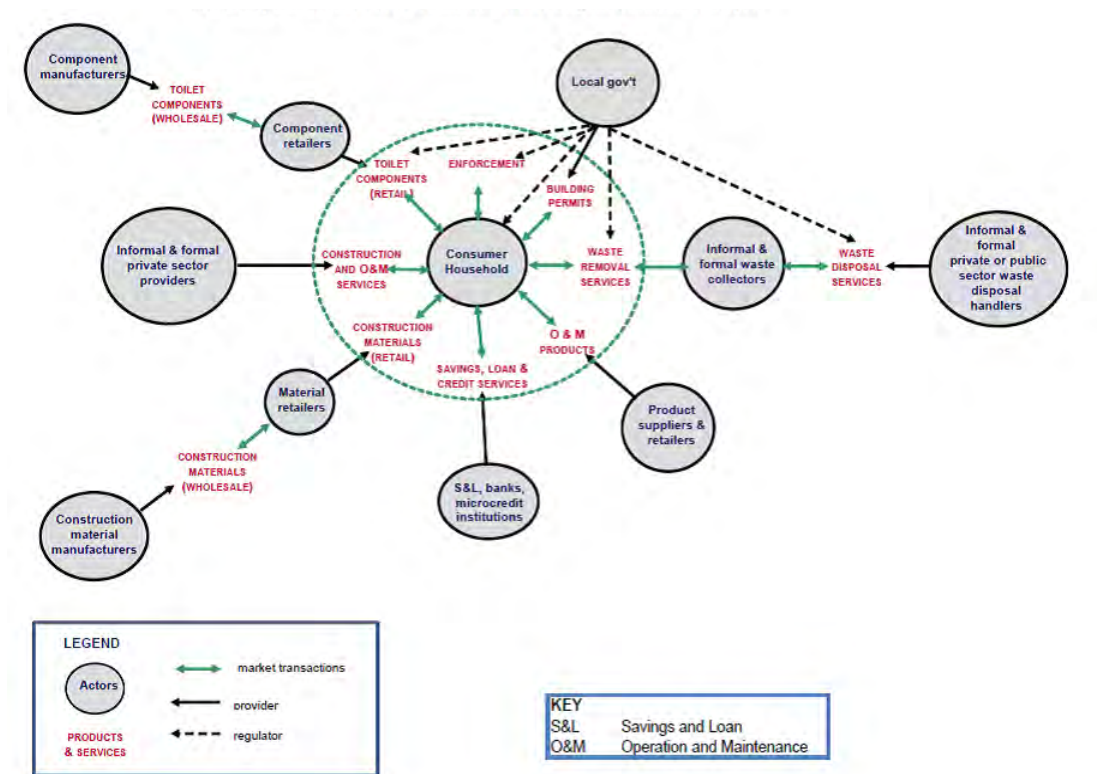 Component
manufacturers
TOILET
COMPONENTS
(WHOLESALE)
Component
retailers
Local gov't
TOILET
COMPONENTS
(RETAIL)
ENFORCEMENT
BUILDING
PERMITS
Informal & formal
private sector
providers
CONSTRUCTION
AND O&M
SERVICES
Consumer
Household
WASTE
REMOVAL
SERVICES
Informal &
formal waste
collectors
WASTE
DISPOSAL
SERVICES
Informal &
formal
private or public
sector waste
disposal
handlers
CONSTRUCTION
MATERIALS
(RETAIL)
O & M
PRODUCTS
SAVINGS, LOAN &
CREDIT SERVICES
Material
retailers
Product
suppliers &
retailers
CONSTRUCTION
MATERIALS
(WHOLESALE)
S&L, banks,
microcredit
institutions
Construction
material
manufacturers
LEGEND
Actors
market transactions
provider
PRODUCTS
& SERVICES
regulator
KEY
S&L Savings and Loan
O&M Operation and Maintenance